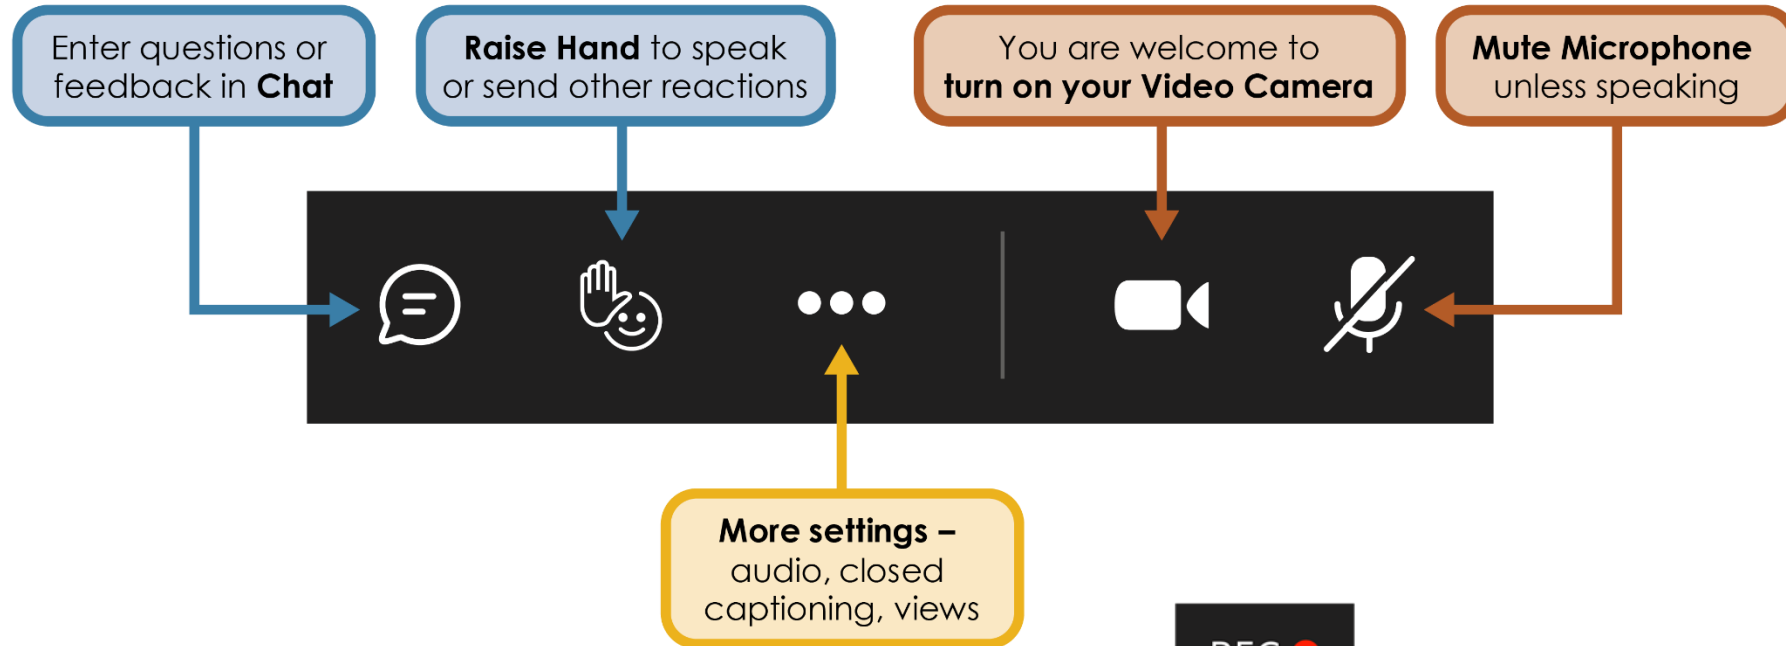 Enter questions or
feedback in Chat
Raise Hand to speak
or send other reactions
You are welcome to
turn on your Video Camera
Mute Microphone
unless speaking
More settings –
audio, closed
captioning, views
REC